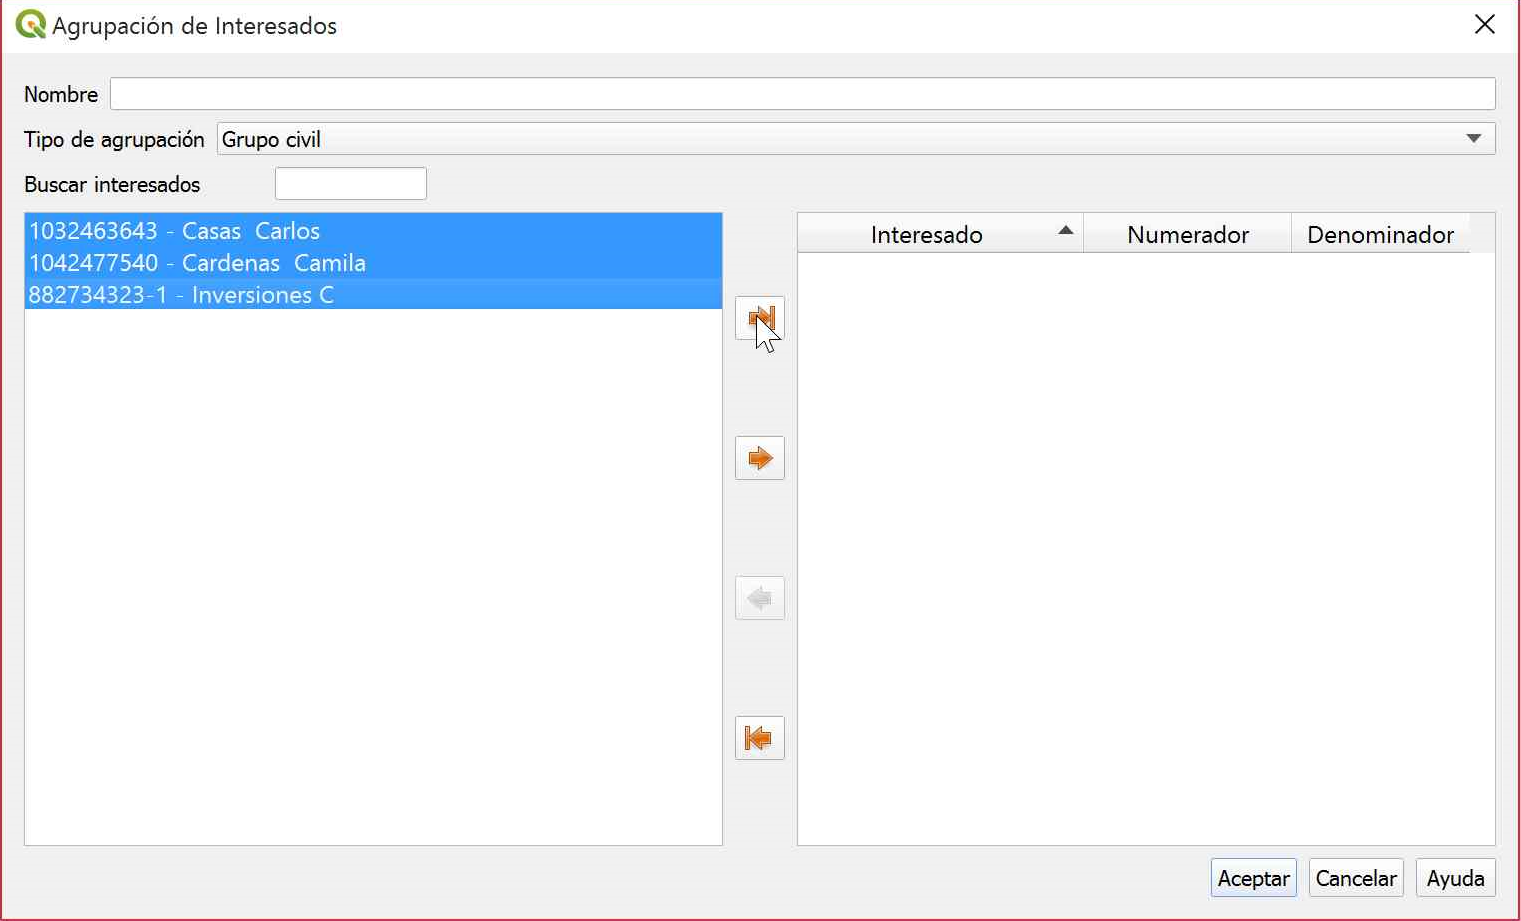 Agrupación de Interesados
Nombre
Tipo de agrupación Grupo civil
Buscar interesados
1032463643 - Casas  Carlos
1042477540 - Cardenas  Camila
882734323-1 - Inversiones C
Interesado Numerador Denominador
Aceptar Cancelar Ayuda